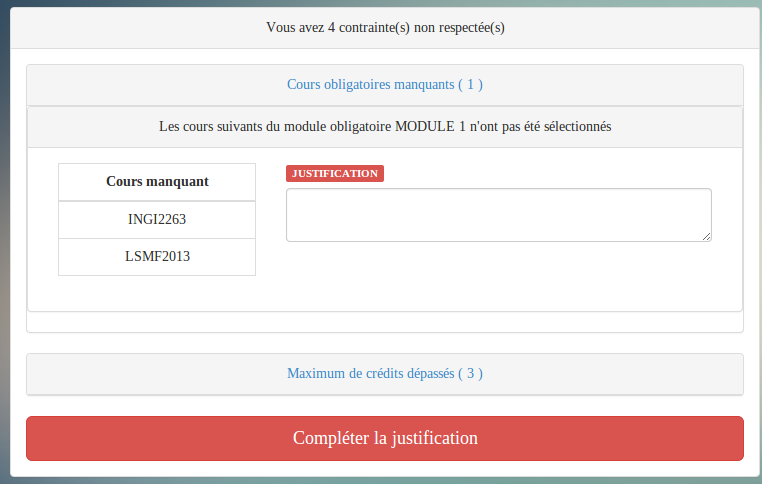 Vous avez 4 contrainte(s) non respectée(s)
Cours obligatoires manquants ( 1 )
Les cours suivants du module obligatoire MODULE 1 n'ont pas été sélectionnés
Cours manquant
JUSTIFICATION
INGI2263
LSMF2013
Maximum de crédits dépassés ( 3 )
Compléter la justification